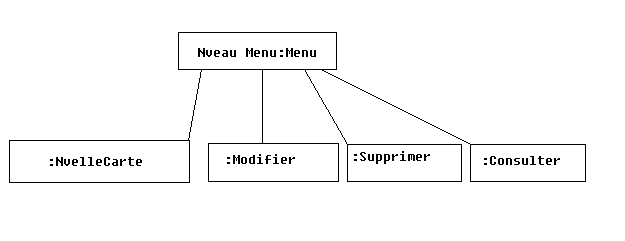 Nveau Menu:Menu
:NvelleCarte
:Modifier
:Supprimer
:Consulter